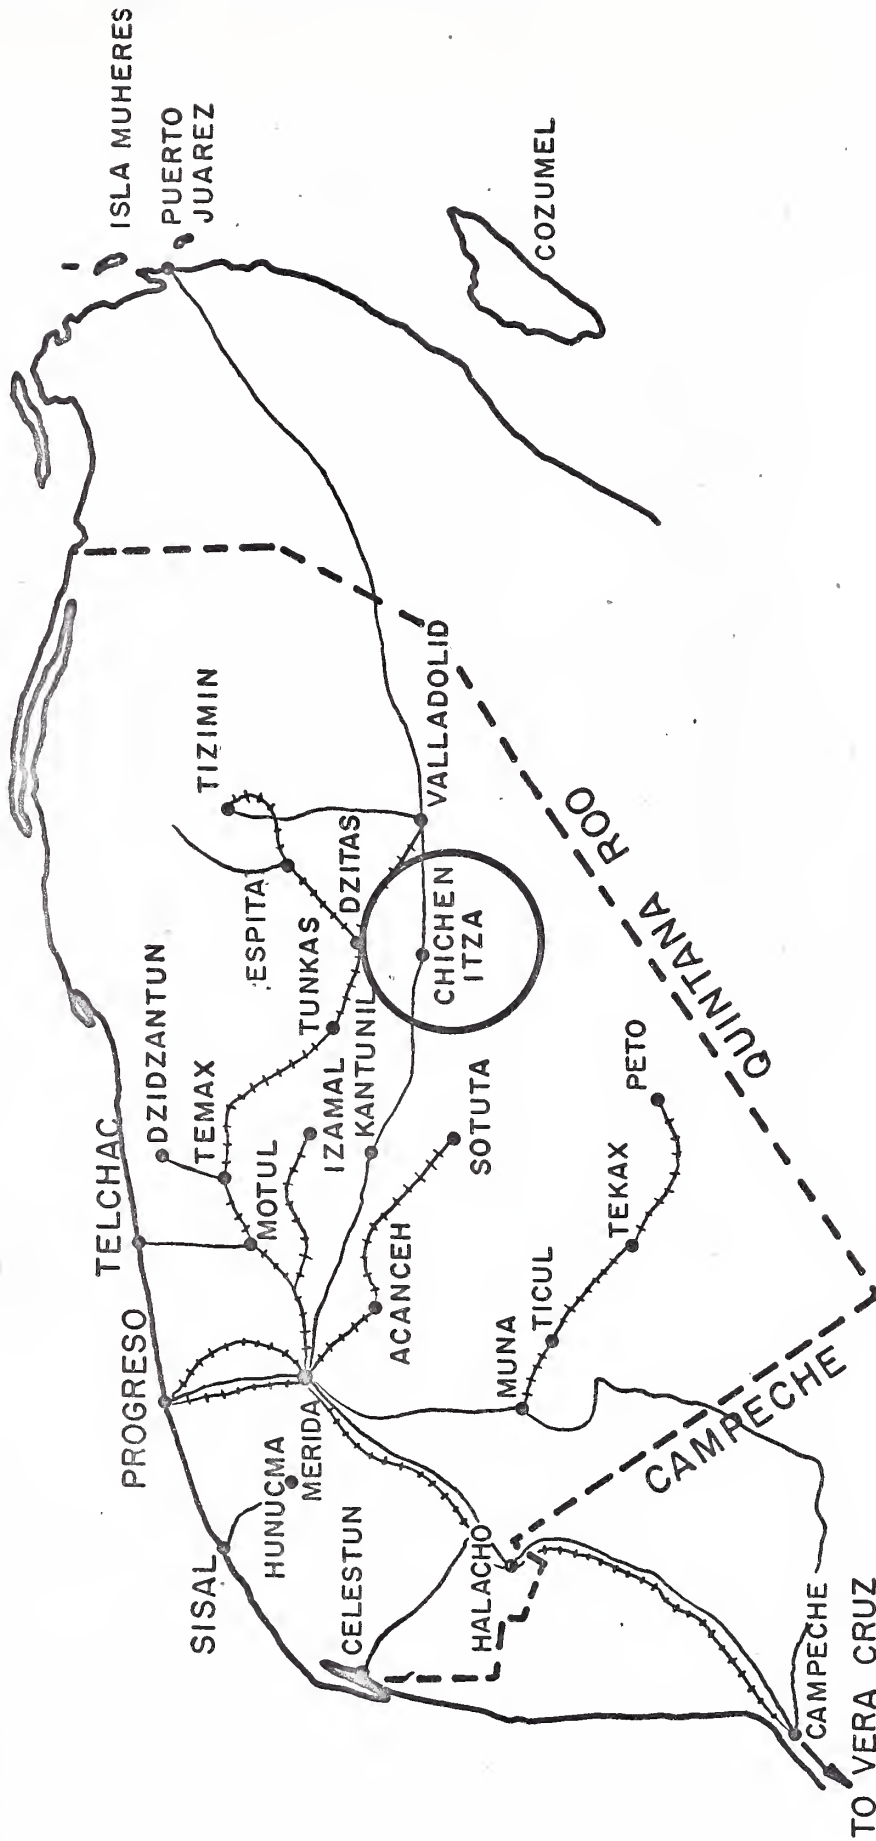 ISLA MUHERES
PUERTO
JUAREZ
COZUMEL
TIZIMIN
VALLADOLID
ESPITA
DZITAS
TUNKAS
CHICHEN
ITZA
DZIDZANTUN
TEMAX
TELCHAC
MOTUL
IZAMAL
KANTUNIL
SOTUTA
ACANCEH
PETO
TEKAX
TICUL
MUNA
PROGRESO
MERIDA
HUNUCMA
SISAL
CELESTUN
HALACHO
QUINTANA ROO
CAMPECHE
CAMPECHE
TO VERA CRUZ